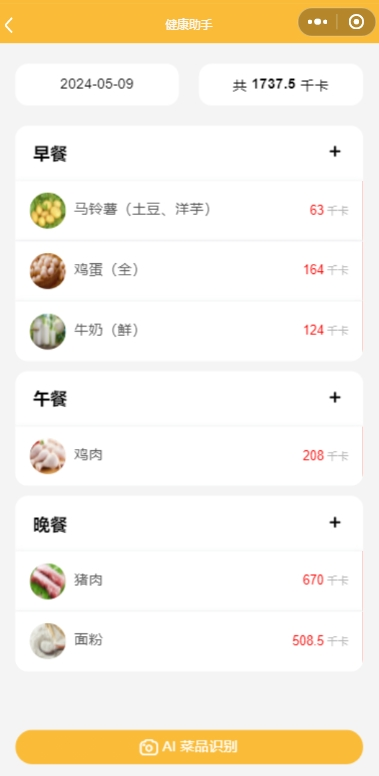 健康助手
2024-05-09
共 1737.5 千卡
早餐 +
马铃薯（土豆、洋芋） 63 千卡
鸡蛋（全） 164 千卡
牛奶（鲜） 124 千卡
午餐 +
鸡肉 208 千卡
晚餐 +
猪肉 670 千卡
面粉 508.5 千卡
AI 菜品识别